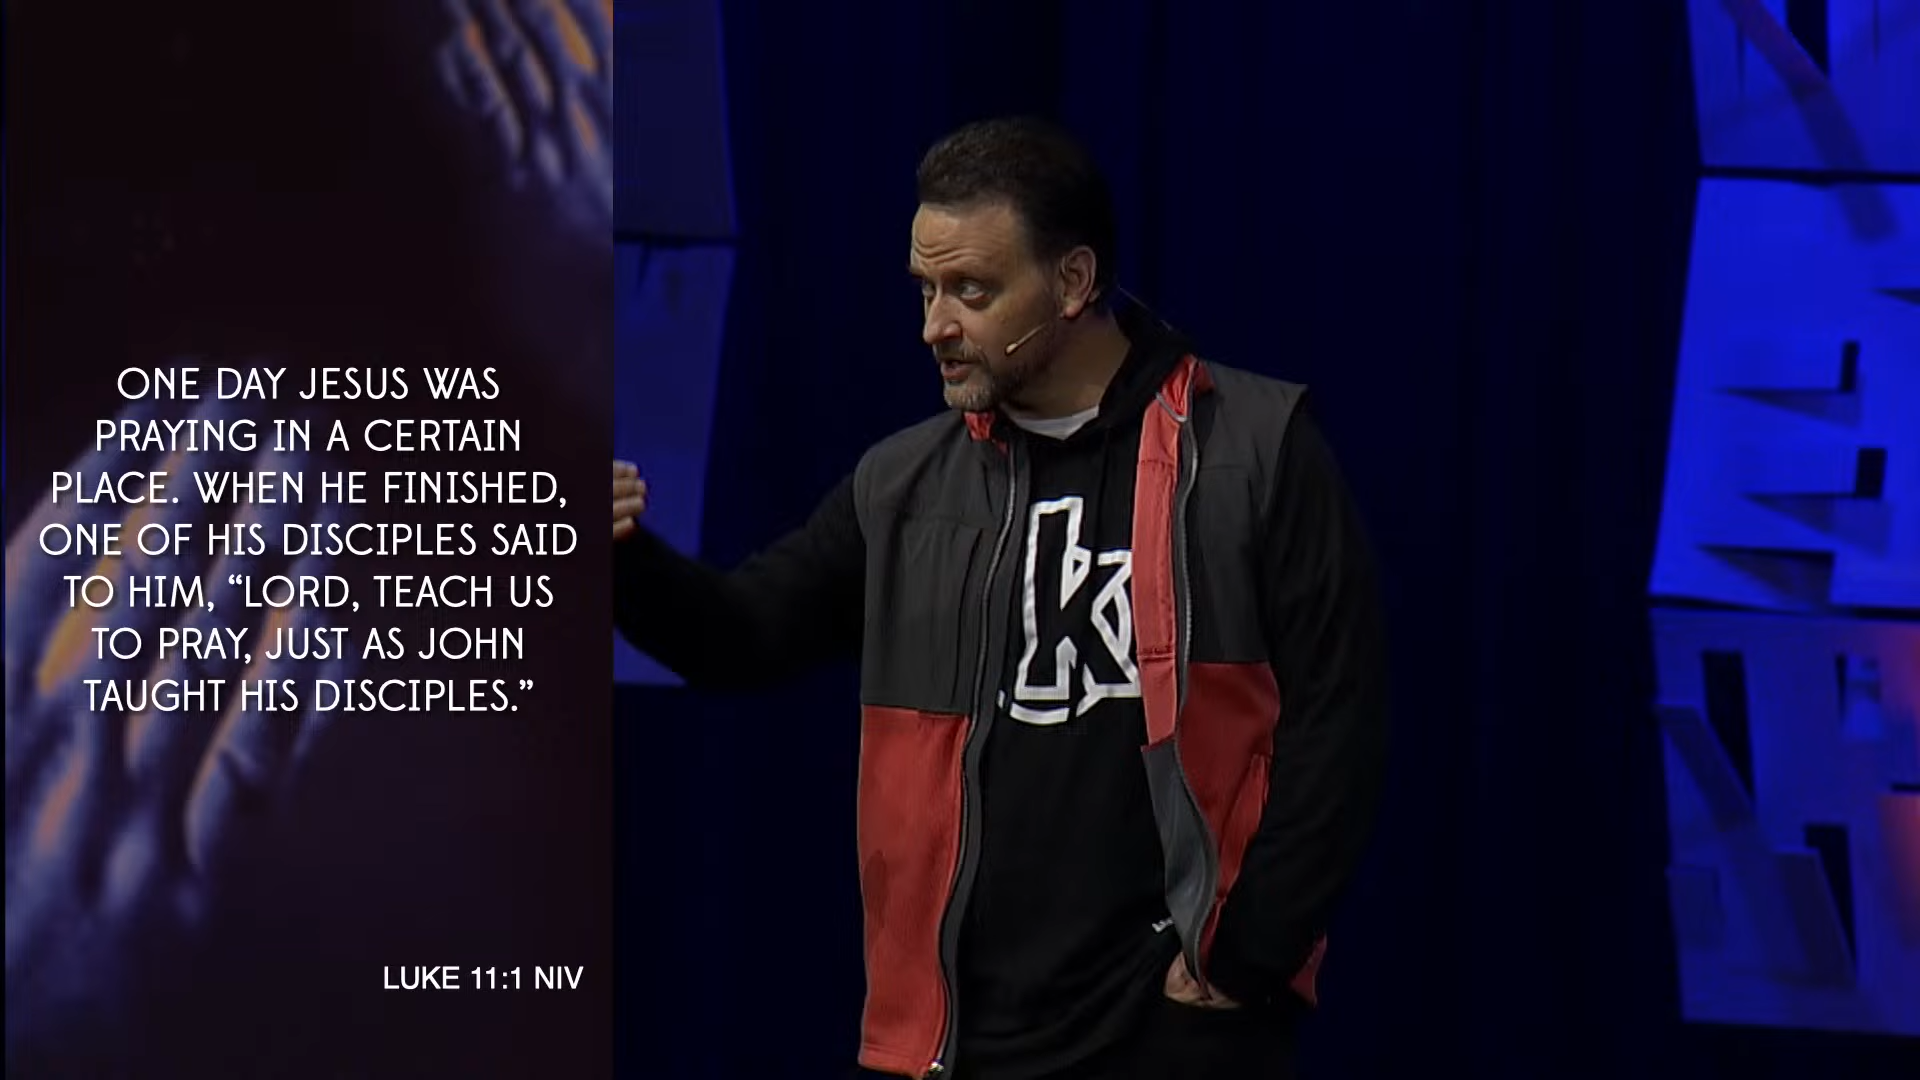 ONE DAY JESUS WAS
PRAYING IN A CERTAIN
PLACE. WHEN HE FINISHED,
ONE OF HIS DISCIPLES SAID
TO HIM, “LORD, TEACH US
TO PRAY, JUST AS JOHN
TAUGHT HIS DISCIPLES.”
LUKE 11:1 NIV